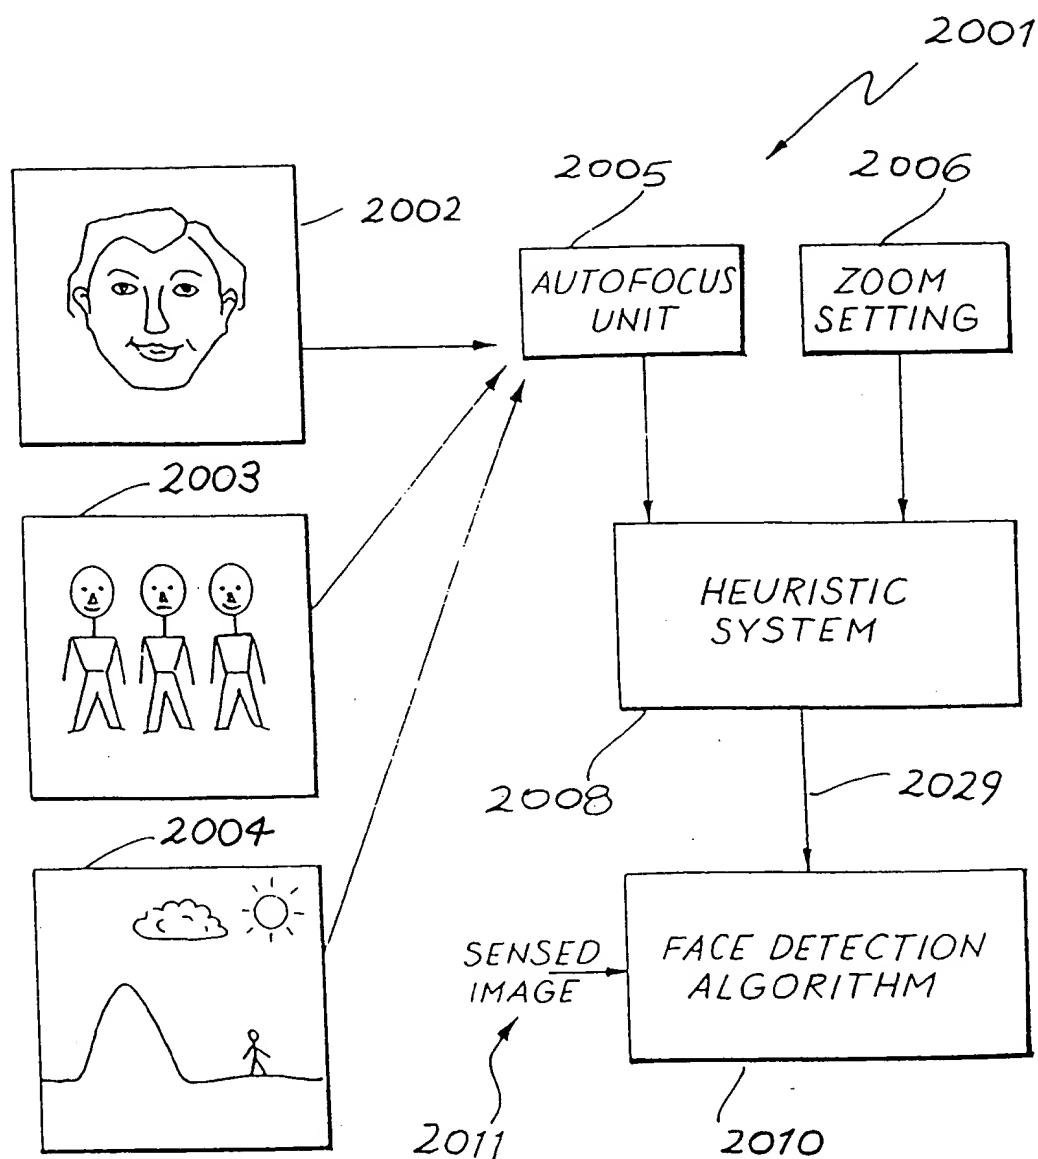 2001
2005
2006
2002
AUTOFOCUS
UNIT
ZOOM
SETTING
2003
HEURISTIC
SYSTEM
2008
2029
2004
SENSED
IMAGE
FACE DETECTION
ALGORITHM
2011
2010